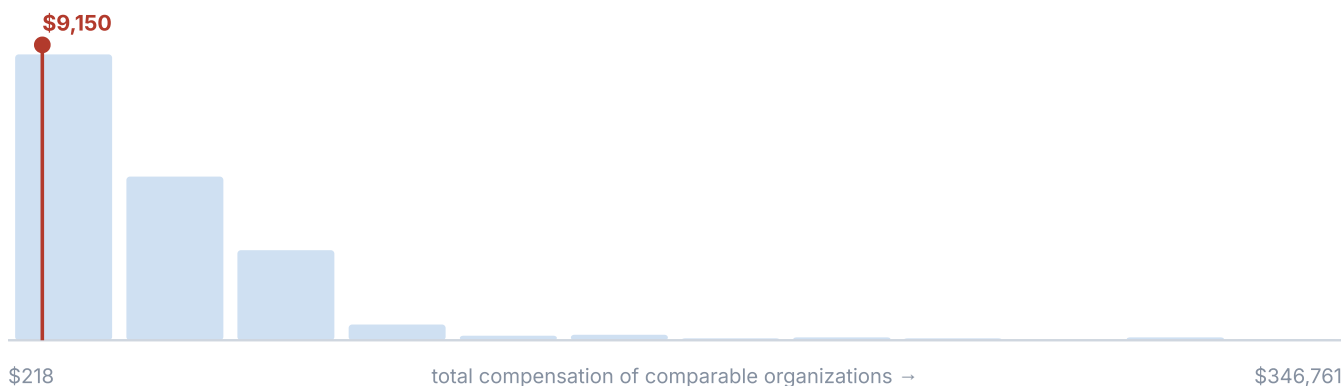 $9,150
$218
total compensation of comparable organizations →
$346,761